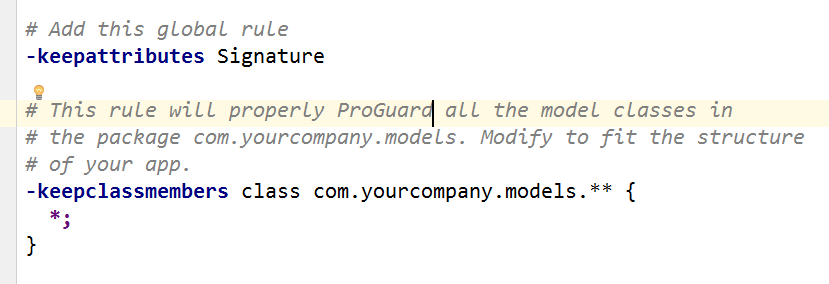 # Add this global rule
-keepattributes Signature
# This rule will properly ProGuard all the model classes in
# the package com.yourcompany.models. Modify to fit the structure
# of your app.
-keepclassmembers class com.yourcompany.models.** {
*;
}